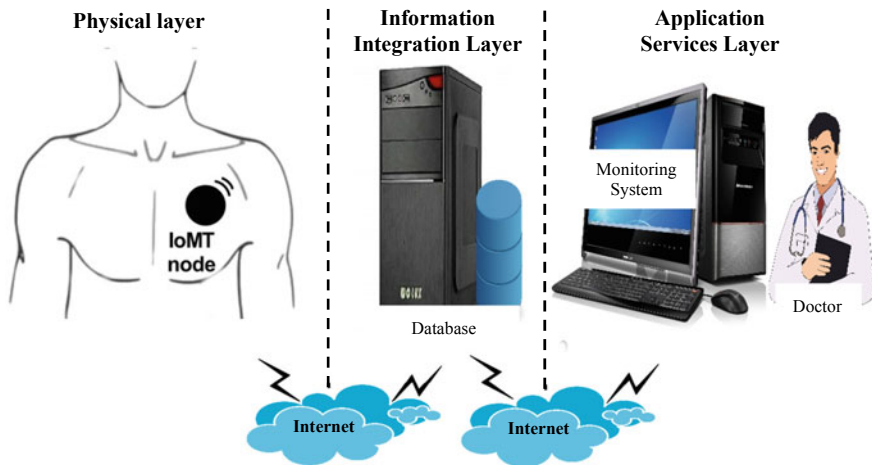 Physical layer
Information
Integration Layer
Application
Services Layer
IoMT
node
Monitoring
System
Database
Doctor
Internet
Internet